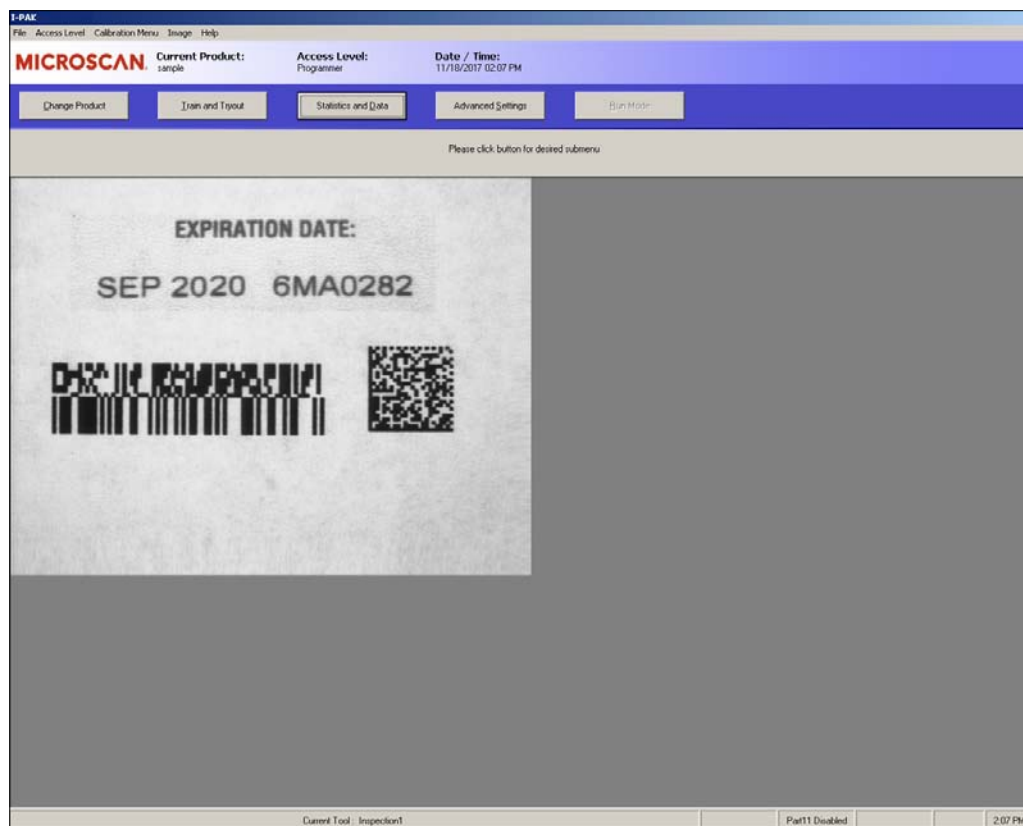 I-PAK
File Access Level Calibration Menu Image Help
MICROSCAN. Current Product: Access Level: Date / Time:
sample Programmer 11/18/2017 02:07 PM
Change Product Train and Tryout Statistics and Data Advanced Settings Run Mode
Please click button for desired submenu
EXPIRATION DATE:
SEP 2020 6MA0282
Current Tool : Inspection1 Part11 Disabled 2:07 PM